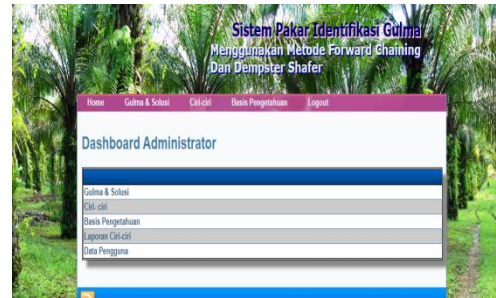 Sistem Pakar Identifikasi Gulma
Menggunakan Metode Forward Chaining
Dan Dempster Shafer
Home Gulma & Solusi Ciri-ciri Basis Pengetahuan Logout
Dashboard Administrator
Gulma & Solusi
Ciri- ciri
Basis Pengetahuan
Laporan Ciri-ciri
Data Pengguna